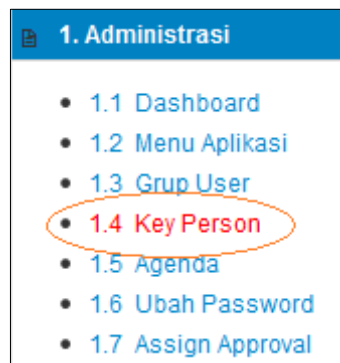 1. Administrasi
1.1 Dashboard
1.2 Menu Aplikasi
1.3 Grup User
1.4 Key Person
1.5 Agenda
1.6 Ubah Password
1.7 Assign Approval